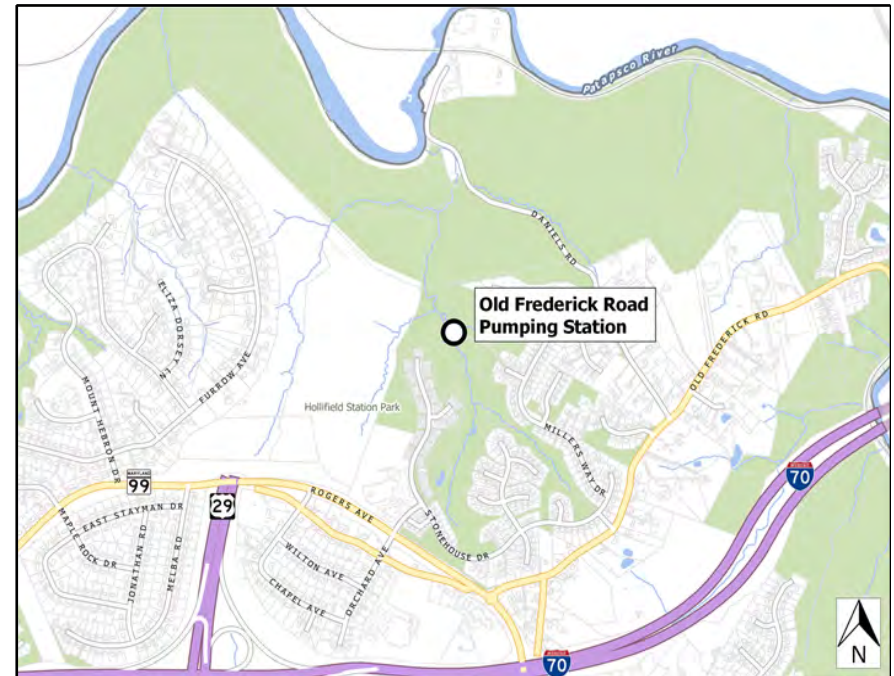 Patapsco River
DANIELS RD
Old Frederick Road
Pumping Station
OLD FREDERICK RD
ELIZA DORSEY LN
FURROW AVE
MOUNT HEBRON DR
Hollifield Station Park
MILLERS WAY DR
MARYLAND
99
29
70
ROGERS AVE
EAST STAYMAN DR
MAPLE ROCK DR
JONATHAN RD
MELBA RD
STONEHOUSE DR
WILTON AVE
CHAPEL AVE
ORCHARD AVE
70
N